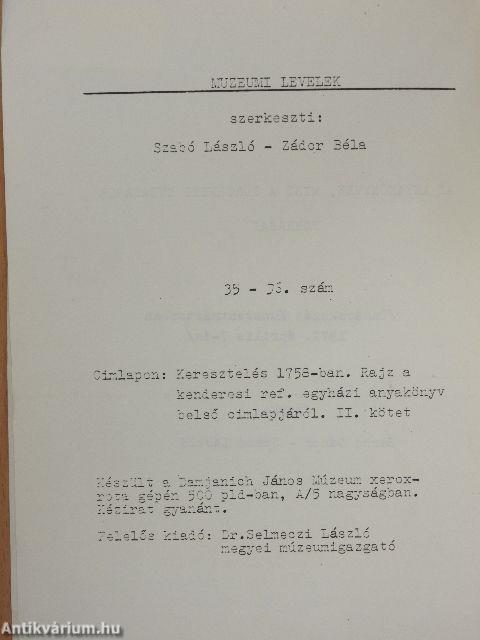 MUZEUMI LEVELEK
szerkeszti:
Szabó László - Zádor Béla
35 - 36. szám
Címlapon: Keresztelés 1758-ban. Rajz a
kenderesi ref. egyházi anyakönyv
belső címlapjáról. II. kötet
Készült a Damjanich János Múzeum xerox-
rota gépén 500 pld-ban, A/5 nagyságban.
Kézirat gyanánt.
Felelős kiadó: Dr.Selmeczi László
megyei múzeumigazgató
Antikvárium.hu